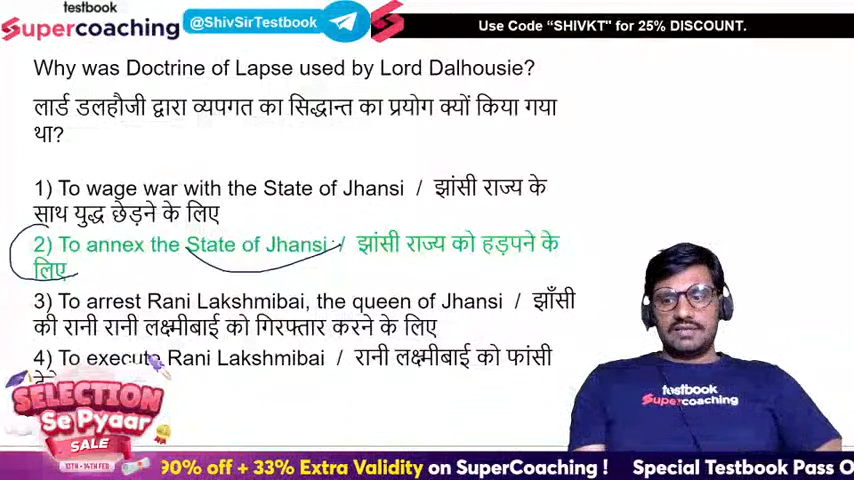 testbook
Supercoaching
@ShivSirTestbook
Use Code “SHIVKT" for 25% DISCOUNT.
Why was Doctrine of Lapse used by Lord Dalhousie?
लार्ड डलहौजी द्वारा व्यपगत का सिद्धान्त का प्रयोग क्यों किया गया
था?
1) To wage war with the State of Jhansi / झांसी राज्य के
साथ युद्ध छेड़ने के लिए
2) To annex the State of Jhansi / झांसी राज्य को हड़पने के
लिए
3) To arrest Rani Lakshmibai, the queen of Jhansi / झाँसी
की रानी रानी लक्ष्मीबाई को गिरफ्तार करने के लिए
4) To execute Rani Lakshmibai / रानी लक्ष्मीबाई को फांसी
testbook
Supercoaching
SELECTION
Se Pyaar
SALE
13TH - 14TH FEB
90% off + 33% Extra Validity on SuperCoaching ! Special Testbook Pass O